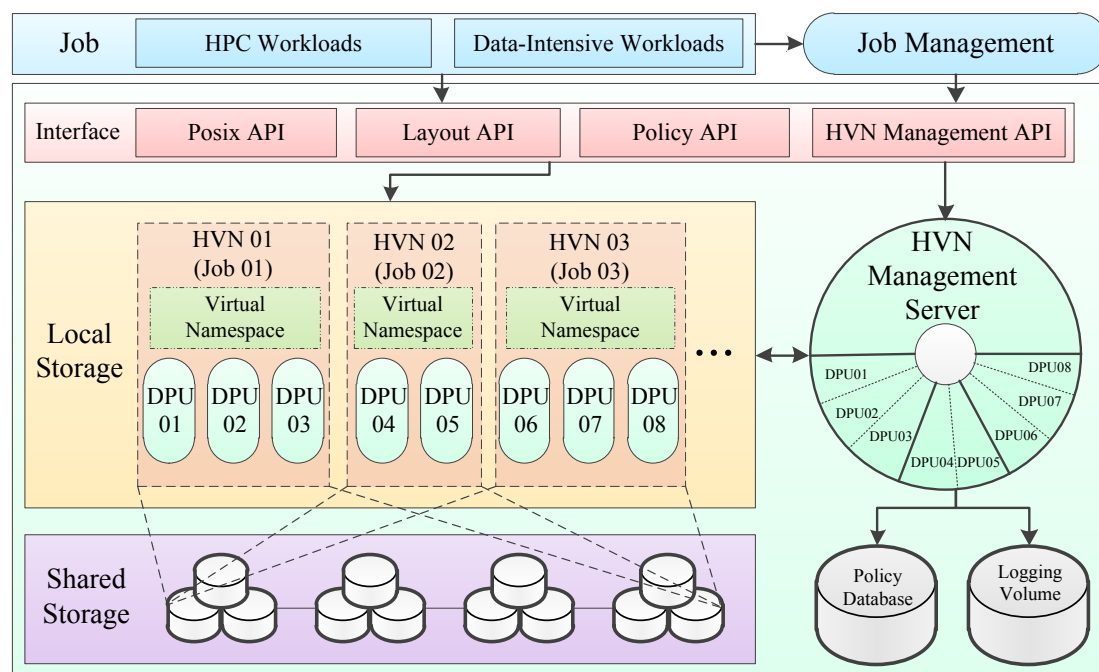 Job
HPC Workloads
Data-Intensive Workloads
Job Management
Interface
Posix API
Layout API
Policy API
HVN Management API
Local
Storage
HVN 01
(Job 01)
Virtual
Namespace
DPU
01
DPU
02
DPU
03
HVN 02
(Job 02)
Virtual
Namespace
DPU
04
DPU
05
HVN 03
(Job 03)
Virtual
Namespace
DPU
06
DPU
07
DPU
08
...
HVN
Management
Server
DPU01
DPU02
DPU03
DPU04
DPU05
DPU06
DPU07
DPU08
Shared
Storage
Policy
Database
Logging
Volume